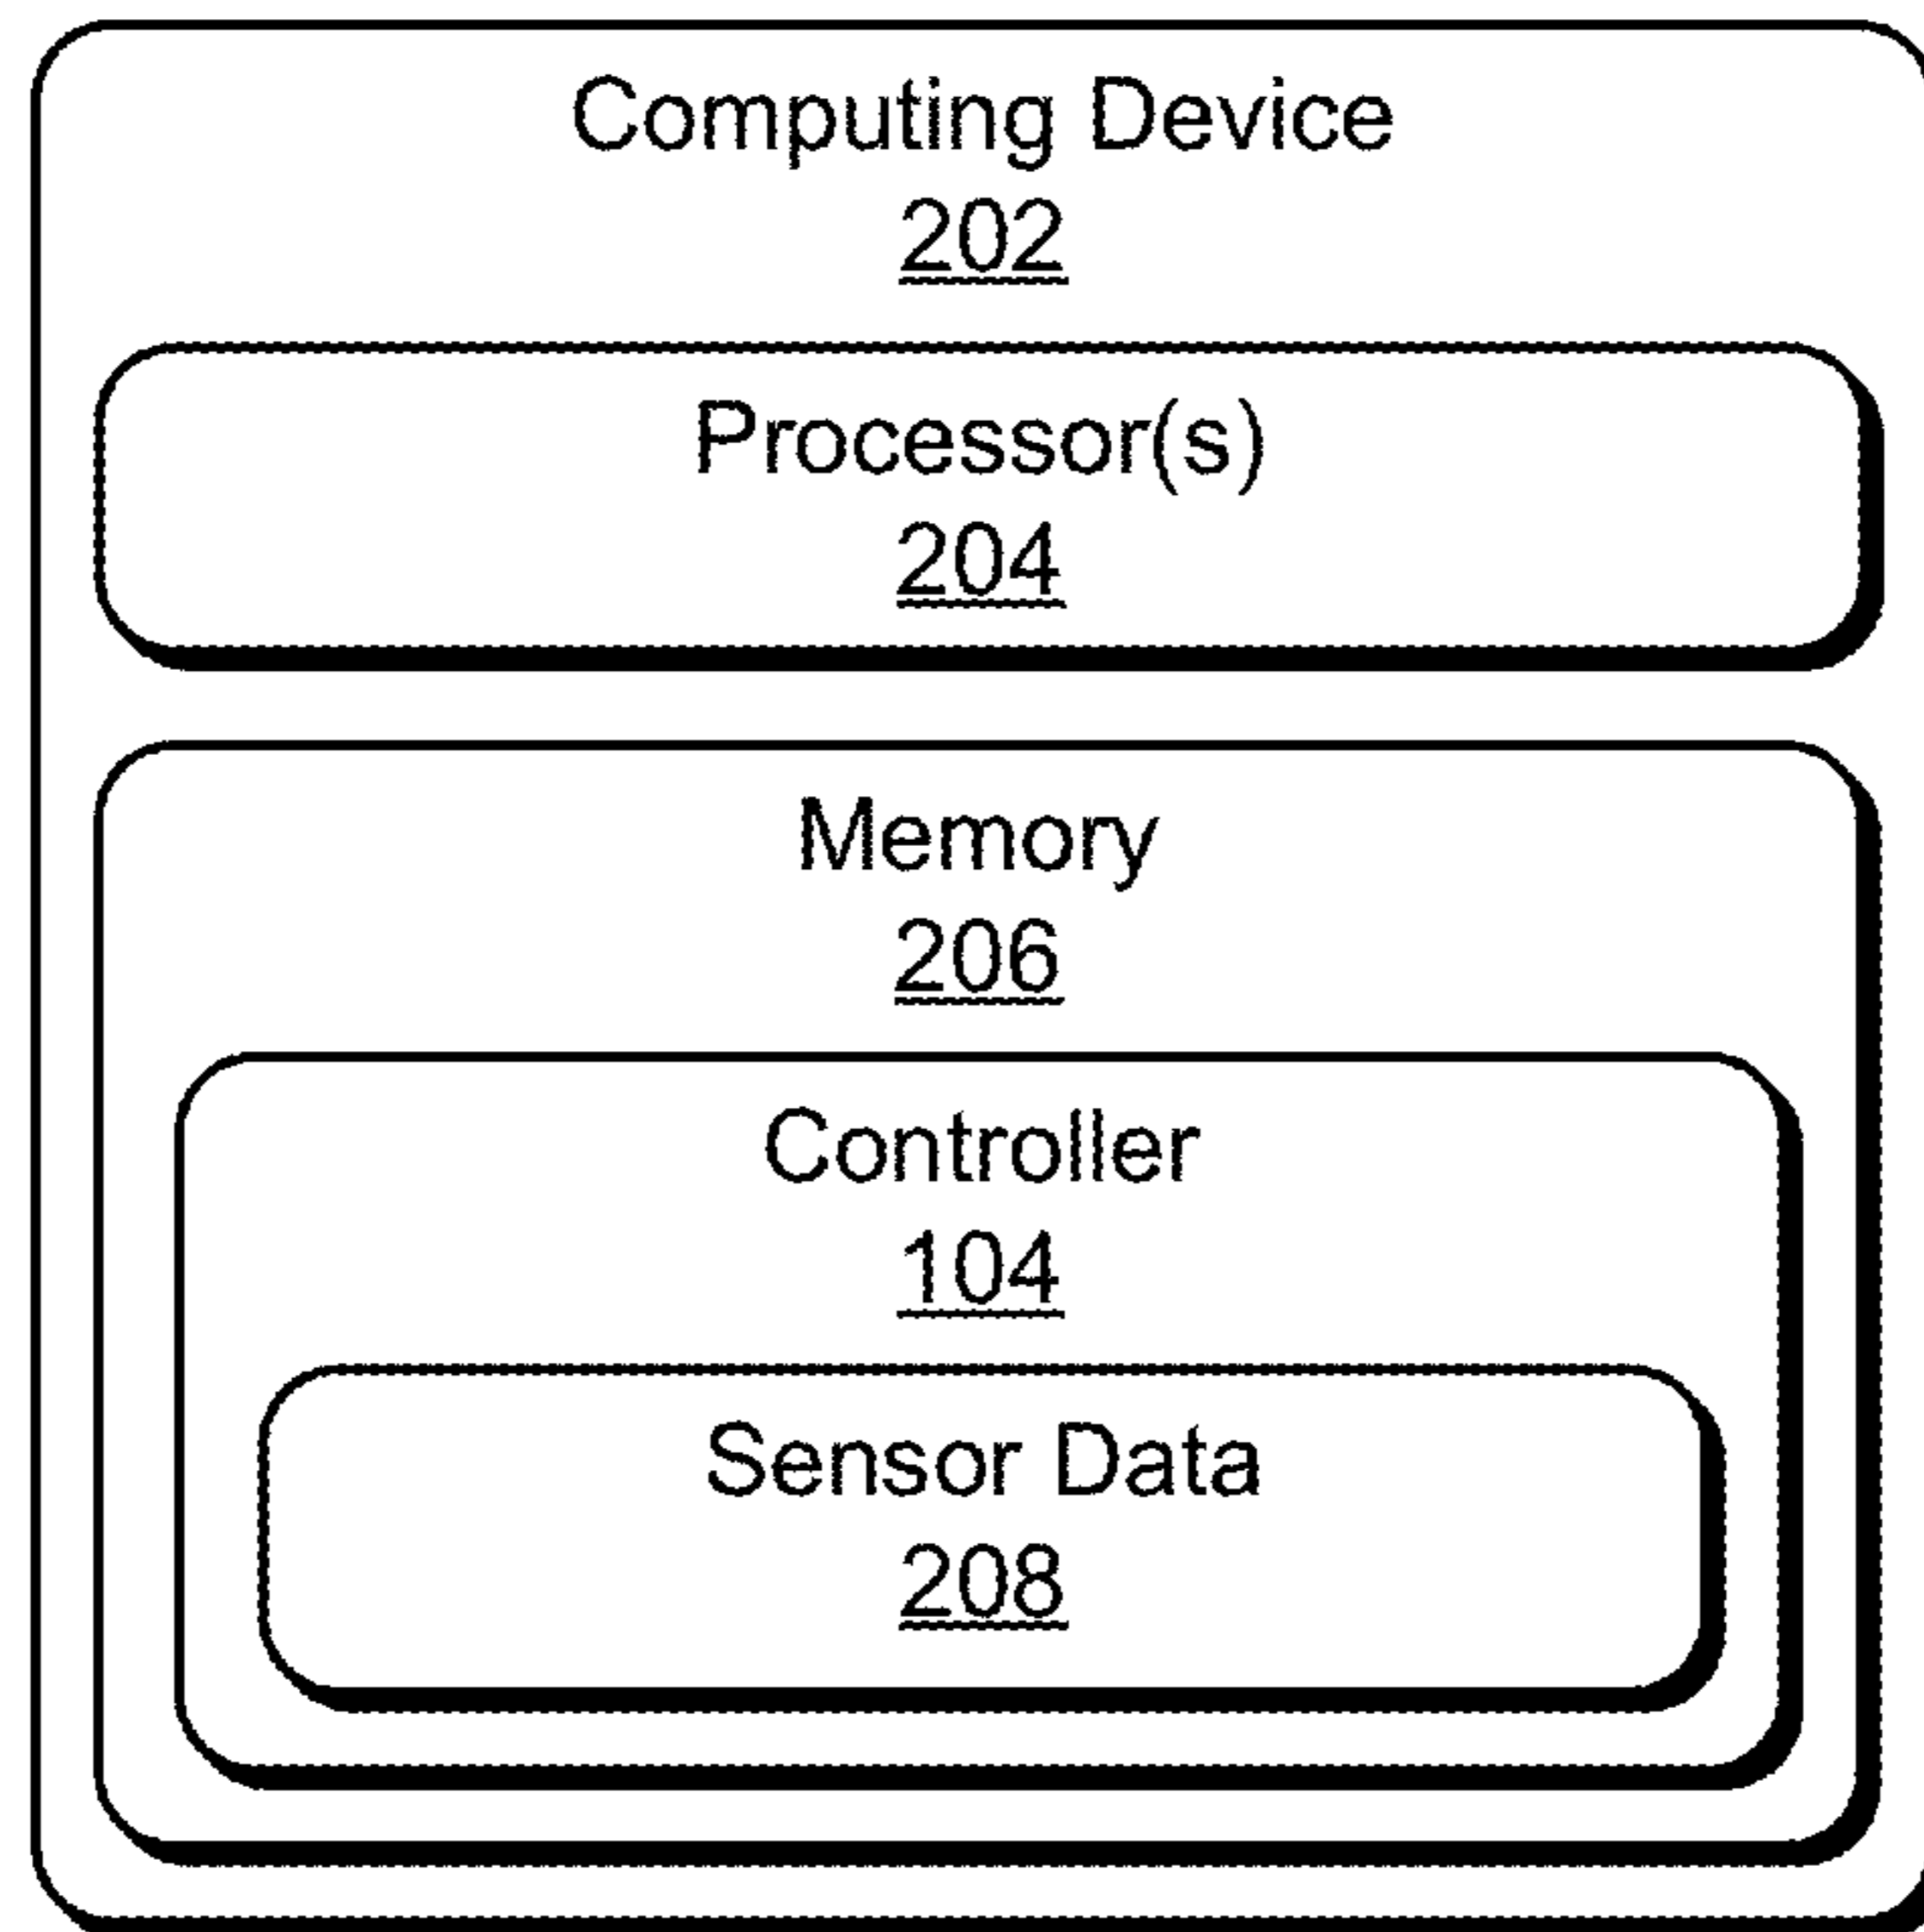 Computing Device
202
Processor(s)
204
Memory
206
Controller
104
Sensor Data
208